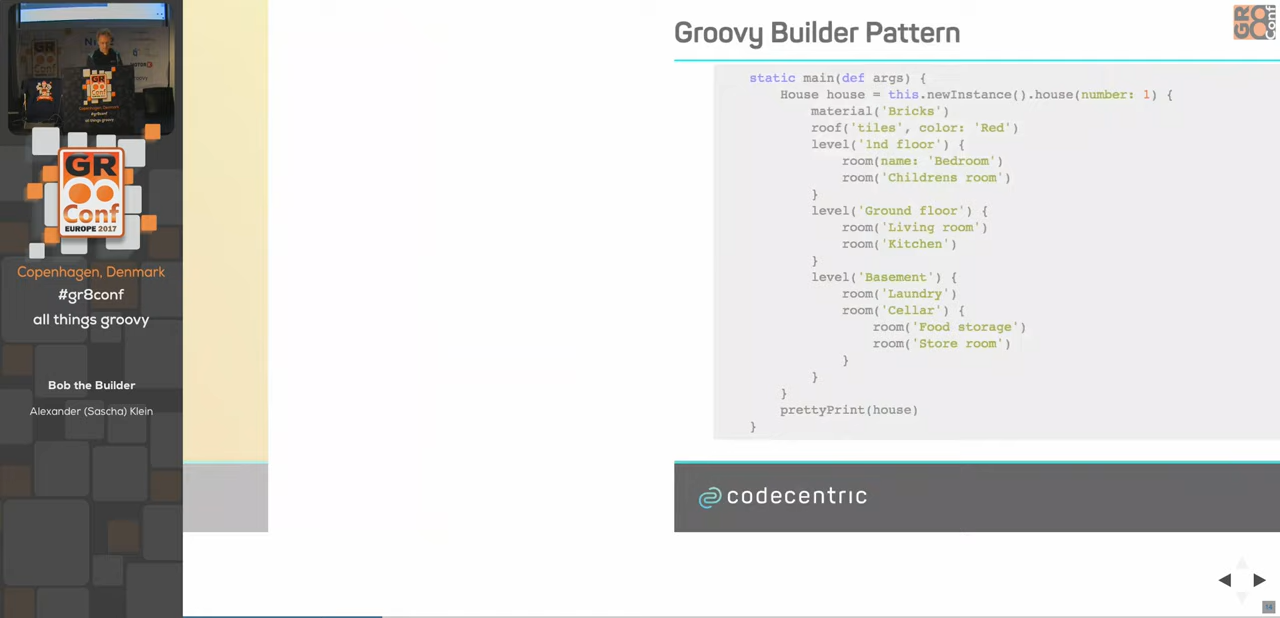 GR
Conf
EUROPE 2017
Copenhagen, Denmark
#gr8conf
all things groovy
Bob the Builder
Alexander (Sascha) Klein
Groovy Builder Pattern
GR8Conf
static main(def args) {
House house = this.newInstance().house(number: 1) {
material('Bricks')
roof('tiles', color: 'Red')
level('1nd floor') {
room(name: 'Bedroom')
room('Childrens room')
}
level('Ground floor') {
room('Living room')
room('Kitchen')
}
level('Basement') {
room('Laundry')
room('Cellar') {
room('Food storage')
room('Store room')
}
}
}
prettyPrint(house)
}
codecentric
14